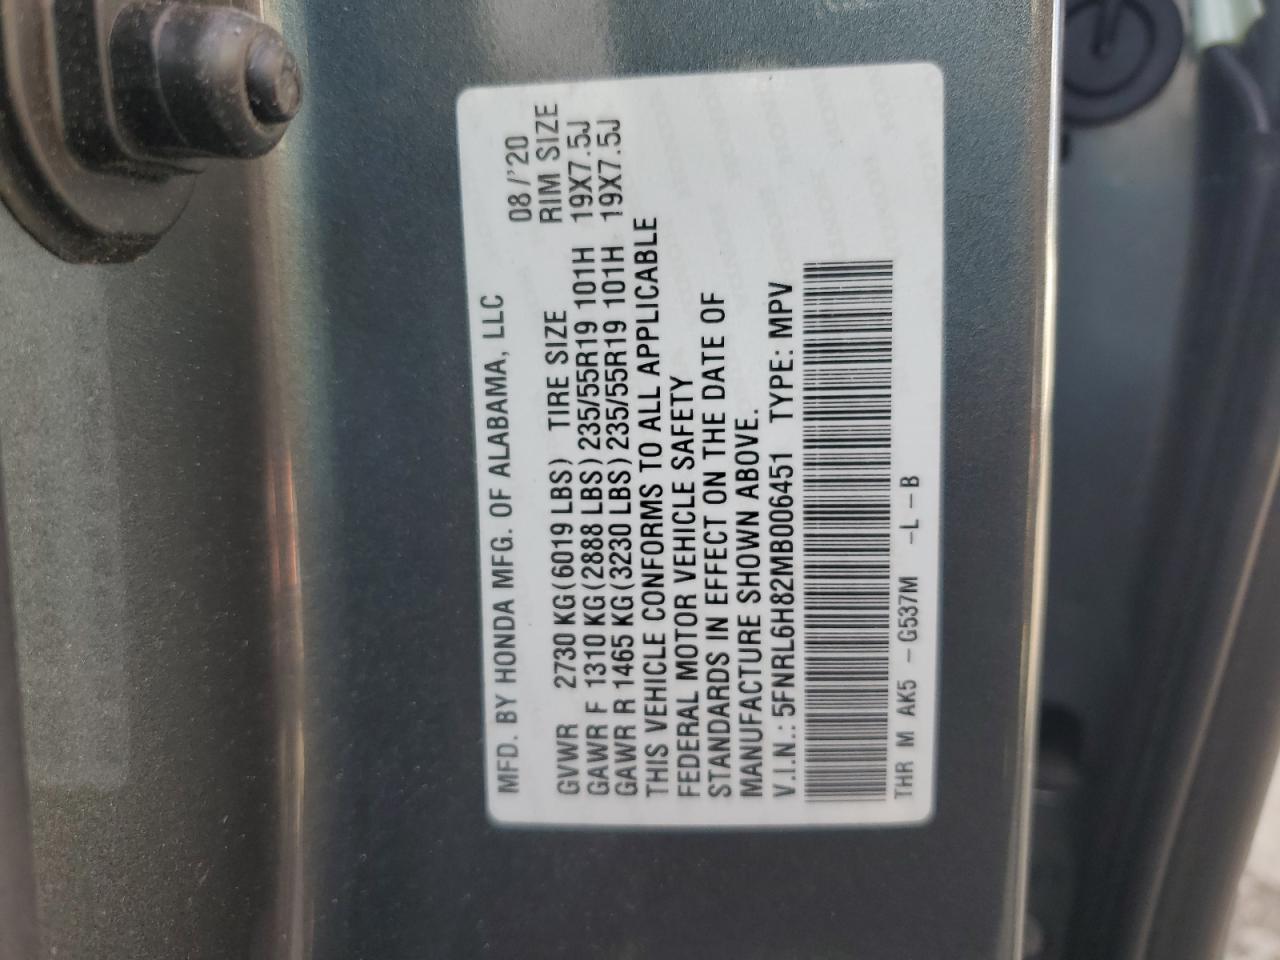 MFD. BY HONDA MFG. OF ALABAMA, LLC 08/'20
GVWR 2730 KG (6019 LBS) TIRE SIZE RIM SIZE
GAWR F 1310 KG (2888 LBS) 235/55R19 101H 19X7.5J
GAWR R 1465 KG (3230 LBS) 235/55R19 101H 19X7.5J
THIS VEHICLE CONFORMS TO ALL APPLICABLE
FEDERAL MOTOR VEHICLE SAFETY
STANDARDS IN EFFECT ON THE DATE OF
MANUFACTURE SHOWN ABOVE.
V.I.N.: 5FNRL6H82MB006451 TYPE: MPV
THR M AK5 - G537M -L-B